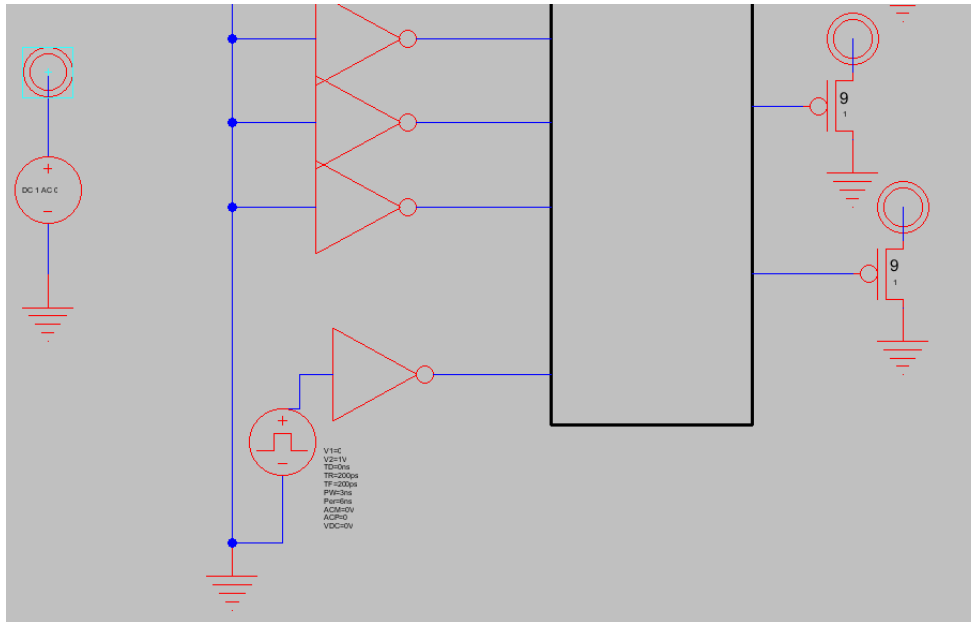 9
1
DC 1 AC 0
9
1
V1=0
V2=1V
TD=0ns
TR=200ps
TF=200ps
PW=3ns
Per=6ns
ACM=0V
ACP=0
VDC=0V